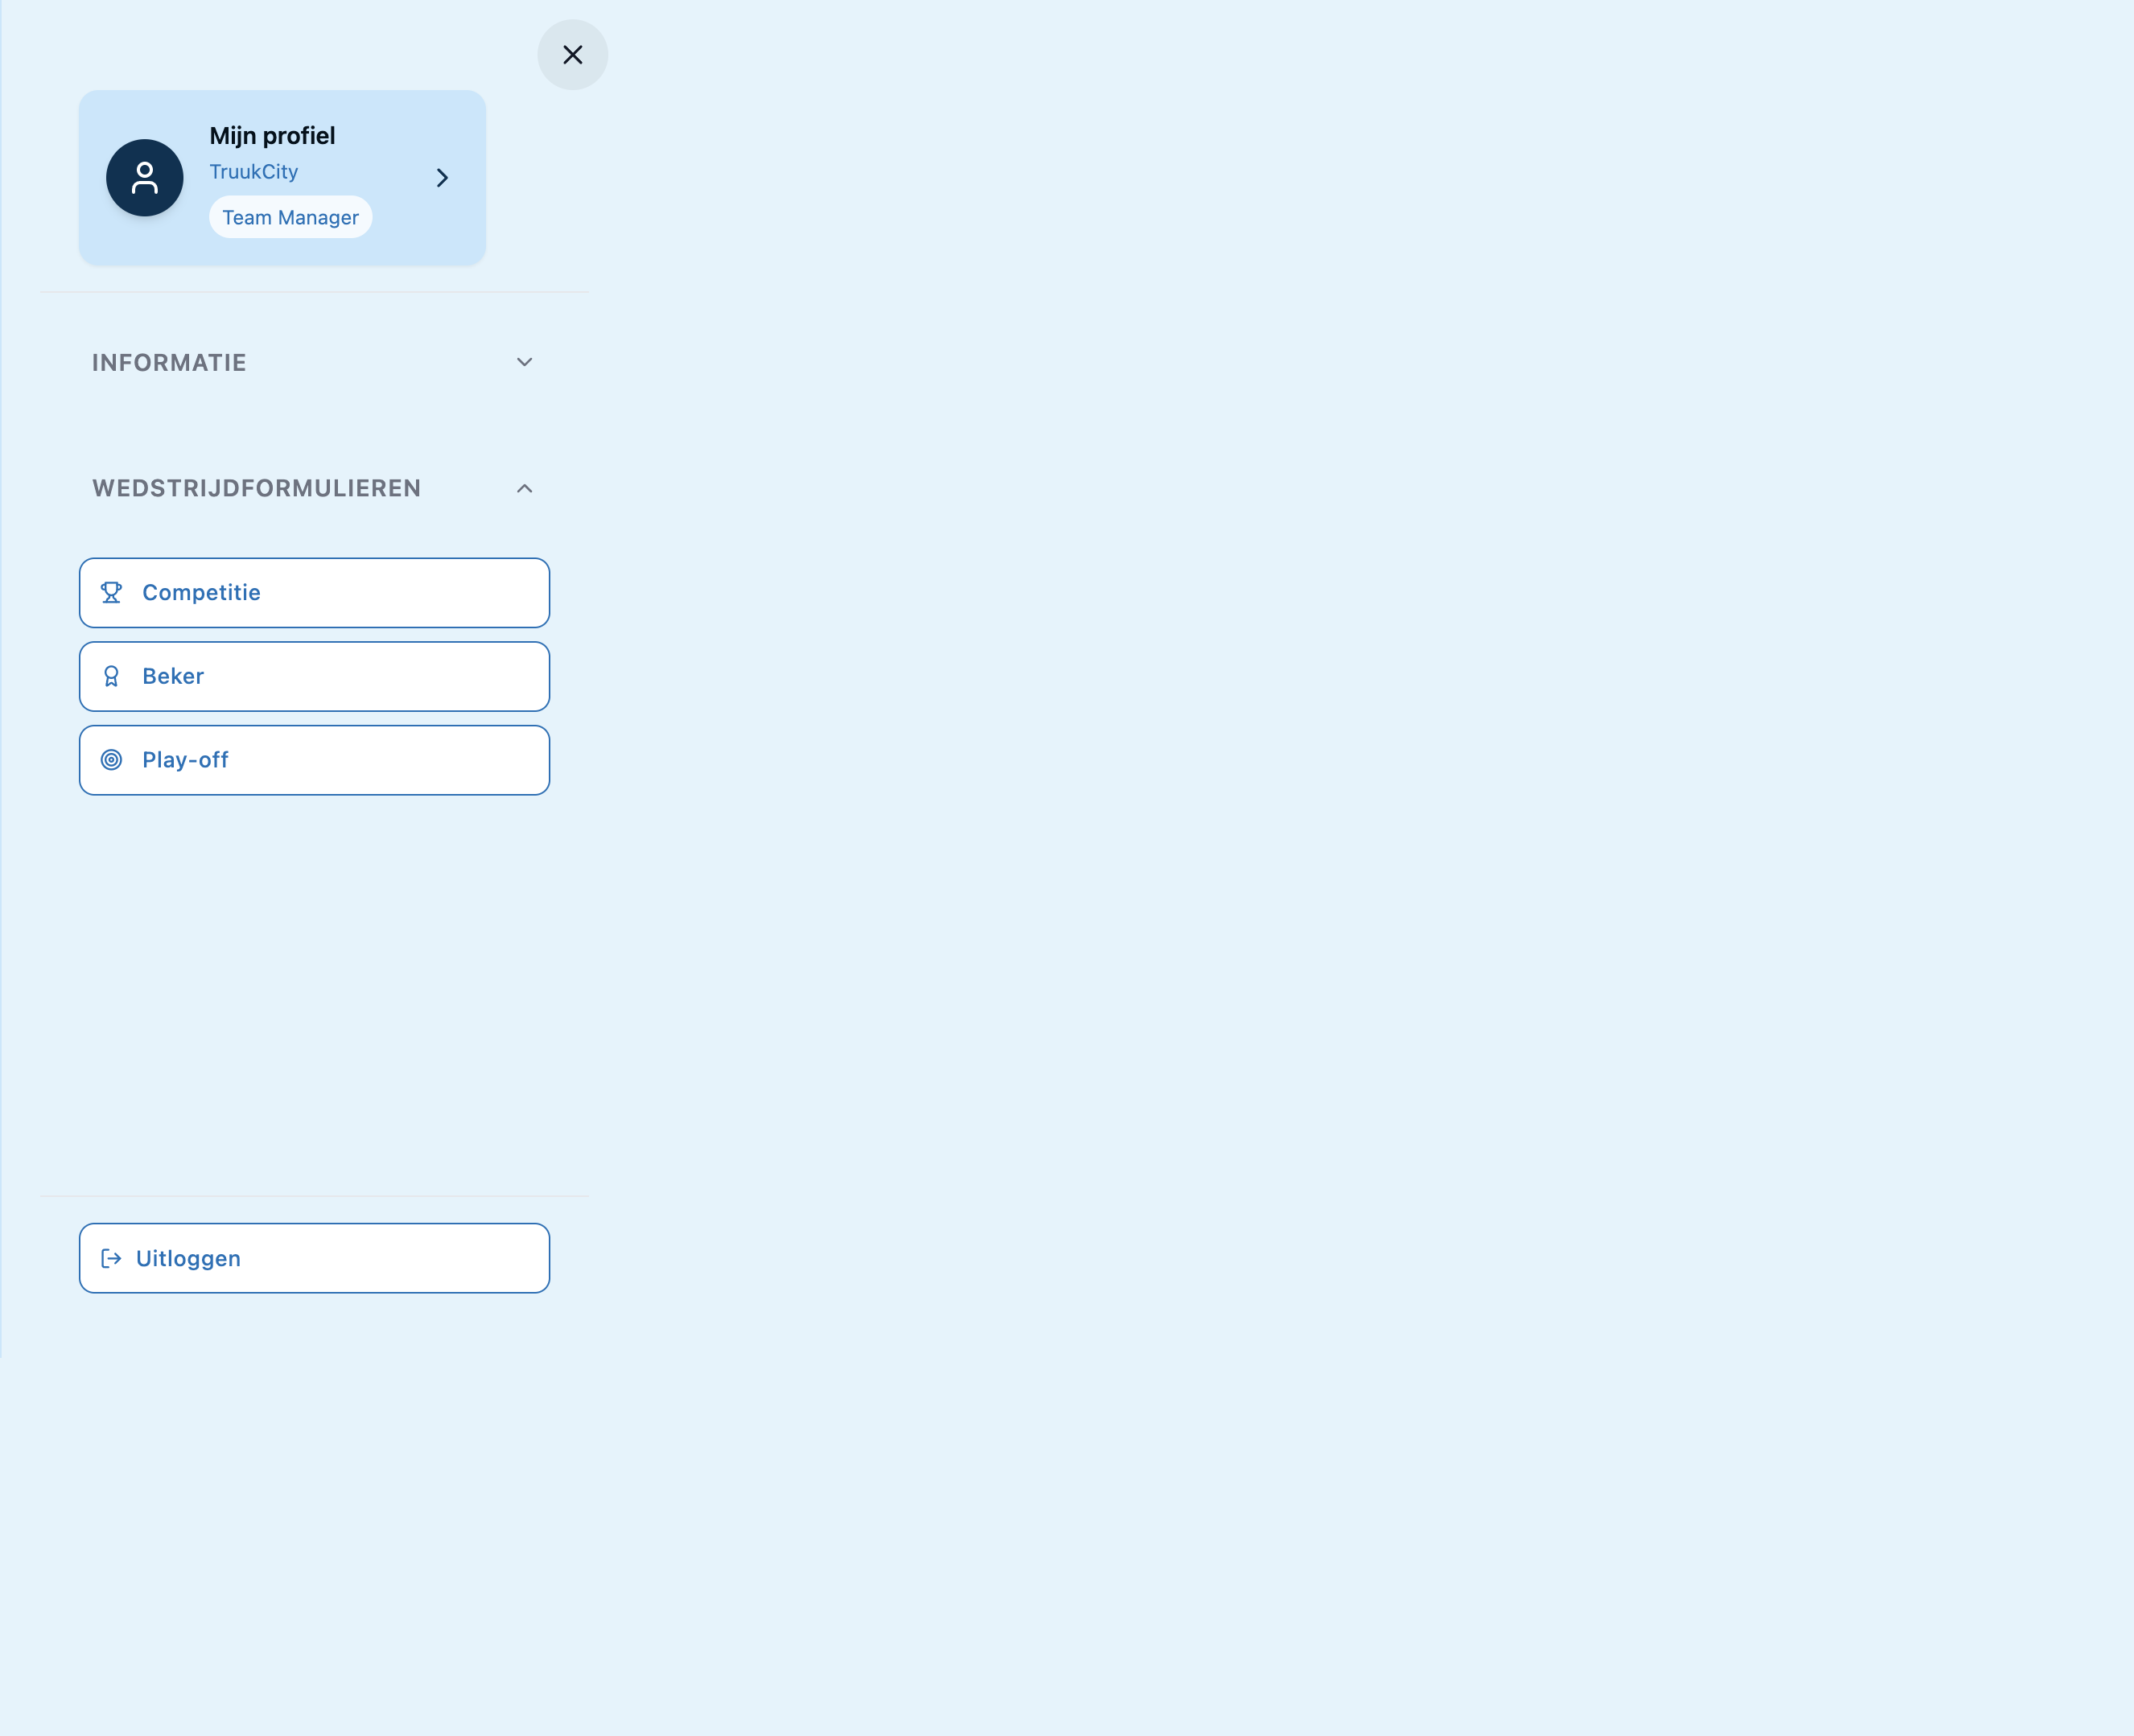 Mijn profiel
TruukCity
Team Manager
INFORMATIE
WEDSTRIJDFORMULIEREN
Competitie
Beker
Play-off
Uitloggen